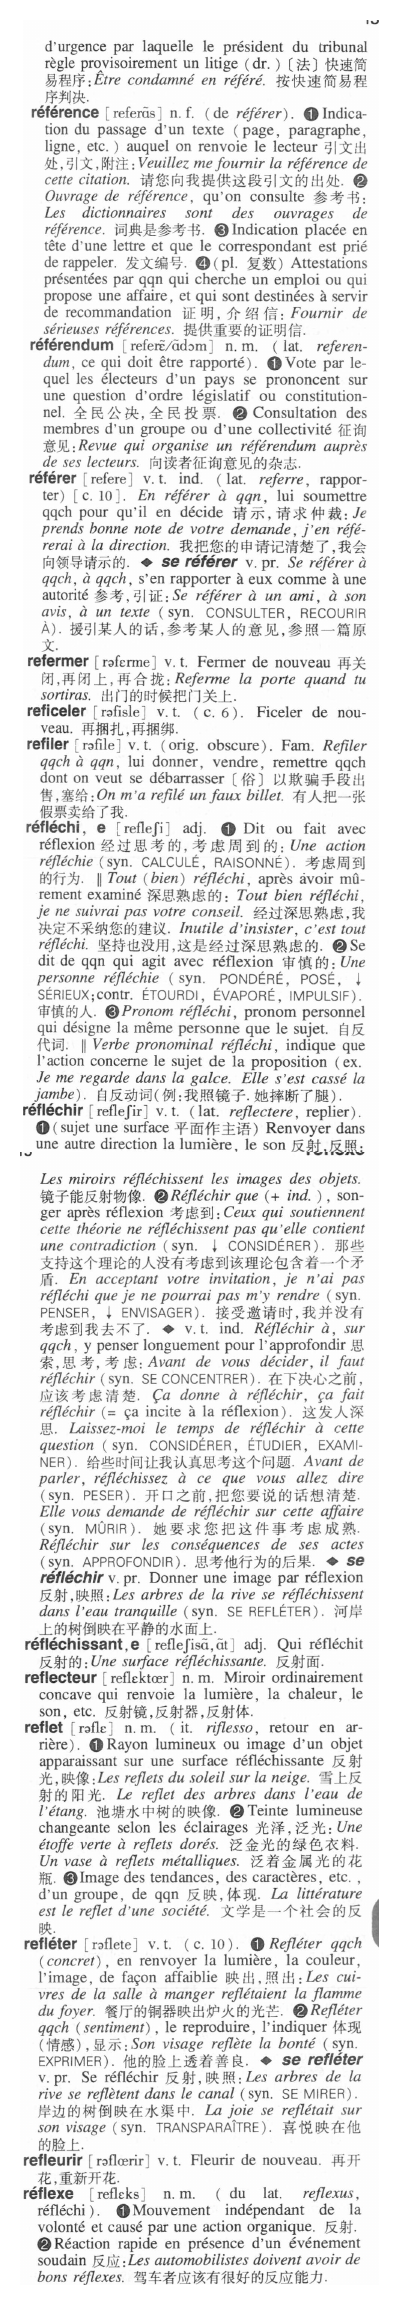 d'urgence par laquelle le président du tribunal
règle provisoirement un litige (dr.)〔法〕快速简
易程序:Être condamné en référé. 按快速简易程
序判决.
référence [referɑ̃s] n. f. (de référer). ❶ Indica-
tion du passage d'un texte (page, paragraphe,
ligne, etc.) auquel on renvoie le lecteur 引文出
处,引文,附注:Veuillez me fournir la référence de
cette citation. 请您向我提供这段引文的出处. ❷
Ouvrage de référence, qu'on consulte 参考书:
Les dictionnaires sont des ouvrages de
référence. 词典是参考书. ❸ Indication placée en
tête d'une lettre et que le correspondant est prié
de rappeler. 发文编号. ❹ (pl. 复数) Attestations
présentées par qqn qui cherche un emploi ou qui
propose une affaire, et qui sont destinées à servir
de recommandation 证明,介绍信: Fournir de
sérieuses références. 提供重要的证明信.
référendum [referɛ̃/ɑ̃dɔm] n. m. (lat. referen-
dum, ce qui doit être rapporté). ❶ Vote par le-
quel les électeurs d'un pays se prononcent sur
une question d'ordre législatif ou constitution-
nel. 全民公决,全民投票. ❷ Consultation des
membres d'un groupe ou d'une collectivité 征询
意见:Revue qui organise un référendum auprès
de ses lecteurs. 向读者征询意见的杂志.
référer [refere] v. t. ind. (lat. referre, rappor-
ter) [c. 10]. En référer à qqn, lui soumettre
qqch pour qu'il en décide 请示,请求仲裁: Je
prends bonne note de votre demande, j'en réfé-
rerai à la direction. 我把您的申请记清楚了,我会
向领导请示的. ◆ se référer v. pr. Se référer à
qqch, à qqch, s'en rapporter à eux comme à une
autorité 参考,引证: Se référer à un ami, à son
avis, à un texte (syn. CONSULTER, RECOURIR
À). 援引某人的话,参考某人的意见,参照一篇原
文.
refermer [rəfɛrme] v. t. Fermer de nouveau 再关
闭,再闭上,再合拢: Referme la porte quand tu
sortiras. 出门的时候把门关上.
reficeler [rəfisle] v. t. (c. 6). Ficeler de nou-
veau. 再捆扎,再捆绑.
refiler [rəfile] v. t. (orig. obscure). Fam. Refiler
qqch à qqn, lui donner, vendre, remettre qqch
dont on veut se débarrasser〔俗〕以欺骗手段出
售,塞给:On m'a refilé un faux billet. 有人把一张
假票卖给了我.
réfléchi, e [refleʃi] adj. ❶ Dit ou fait avec
réflexion 经过思考的,考虑周到的: Une action
réfléchie (syn. CALCULÉ, RAISONNÉ). 考虑周到
的行为. ‖ Tout (bien) réfléchi, après avoir mû-
rement examiné 深思熟虑的: Tout bien réfléchi,
je ne suivrai pas votre conseil. 经过深思熟虑,我
决定不采纳您的建议. Inutile d'insister, c'est tout
réfléchi. 坚持也没用,这是经过深思熟虑的. ❷ Se
dit de qqn qui agit avec réflexion 审慎的: Une
personne réfléchie (syn. PONDÉRÉ, POSÉ, ↓
SÉRIEUX;contr. ÉTOURDI, ÉVAPORÉ, IMPULSIF).
审慎的人. ❸ Pronom réfléchi, pronom personnel
qui désigne la même personne que le sujet. 自反
代词. ‖ Verbe pronominal réfléchi, indique que
l'action concerne le sujet de la proposition (ex.
Je me regarde dans la galce. Elle s'est cassé la
jambe). 自反动词(例:我照镜子.她摔断了腿).
réfléchir [refleʃir] v. t. (lat. reflectere, replier).
❶ (sujet une surface 平面作主语) Renvoyer dans
une autre direction la lumière, le son 反射,反照:
Les miroirs réfléchissent les images des objets.
镜子能反射物像. ❷ Réfléchir que (+ ind.), son-
ger après réflexion 考虑到:Ceux qui soutiennent
cette théorie ne réfléchissent pas qu'elle contient
une contradiction (syn. ↓ CONSIDÉRER). 那些
支持这个理论的人没有考虑到该理论包含着一个矛
盾. En acceptant votre invitation, je n'ai pas
réfléchi que je ne pourrai pas m'y rendre (syn.
PENSER, ↓ ENVISAGER). 接受邀请时,我并没有
考虑到我去不了. ◆ v. t. ind. Réfléchir à, sur
qqch, y penser longuement pour l'approfondir 思
索,思考,考虑: Avant de vous décider, il faut
réfléchir (syn. SE CONCENTRER). 在下决心之前,
应该考虑清楚. Ça donne à réfléchir, ça fait
réfléchir (= ça incite à la réflexion). 这发人深
思. Laissez-moi le temps de réfléchir à cette
question (syn. CONSIDÉRER, ÉTUDIER, EXAMI-
NER). 给些时间让我认真思考这个问题. Avant de
parler, réfléchissez à ce que vous allez dire
(syn. PESER). 开口之前,把您要说的话想清楚.
Elle vous demande de réfléchir sur cette affaire
(syn. MÛRIR). 她要求您把这件事考虑成熟.
Réfléchir sur les conséquences de ses actes
(syn. APPROFONDIR). 思考他行为的后果. ◆ se
réfléchir v. pr. Donner une image par réflexion
反射,映照:Les arbres de la rive se réfléchissent
dans l'eau tranquille (syn. SE REFLÉTER). 河岸
上的树倒映在平静的水面上.
réfléchissant, e [refleʃisɑ̃, ɑ̃t] adj. Qui réfléchit
反射的:Une surface réfléchissante. 反射面.
reflecteur [reflɛktœr] n. m. Miroir ordinairement
concave qui renvoie la lumière, la chaleur, le
son, etc. 反射镜,反射器,反射体.
reflet [rəflɛ] n. m. (it. riflesso, retour en ar-
rière). ❶ Rayon lumineux ou image d'un objet
apparaissant sur une surface réfléchissante 反射
光,映像:Les reflets du soleil sur la neige. 雪上反
射的阳光. Le reflet des arbres dans l'eau de
l'étang. 池塘水中树的映像. ❷ Teinte lumineuse
changeante selon les éclairages 光泽,泛光: Une
étoffe verte à reflets dorés. 泛金光的绿色衣料.
Un vase à reflets métalliques. 泛着金属光的花
瓶. ❸ Image des tendances, des caractères, etc.,
d'un groupe, de qqn 反映,体现. La littérature
est le reflet d'une société. 文学是一个社会的反
映.
refléter [rəflete] v. t. (c. 10). ❶ Refléter qqch
(concret), en renvoyer la lumière, la couleur,
l'image, de façon affaiblie 映出,照出:Les cui-
vres de la salle à manger reflétaient la flamme
du foyer. 餐厅的铜器映出炉火的光芒. ❷ Refléter
qqch (sentiment), le reproduire, l'indiquer 体现
(情感),显示:Son visage reflète la bonté (syn.
EXPRIMER). 他的脸上透着善良. ◆ se refléter
v. pr. Se réfléchir 反射,映照:Les arbres de la
rive se reflètent dans le canal (syn. SE MIRER).
岸边的树倒映在水渠中. La joie se reflétait sur
son visage (syn. TRANSPARAÎTRE). 喜悦映在他
的脸上.
refleurir [rəflœrir] v. t. Fleurir de nouveau. 再开
花,重新开花.
réflexe [reflɛks] n. m. (du lat. reflexus,
réfléchi). ❶ Mouvement indépendant de la
volonté et causé par une action organique. 反射.
❷ Réaction rapide en présence d'un événement
soudain 反应:Les automobilistes doivent avoir de
bons réflexes. 驾车者应该有很好的反应能力.